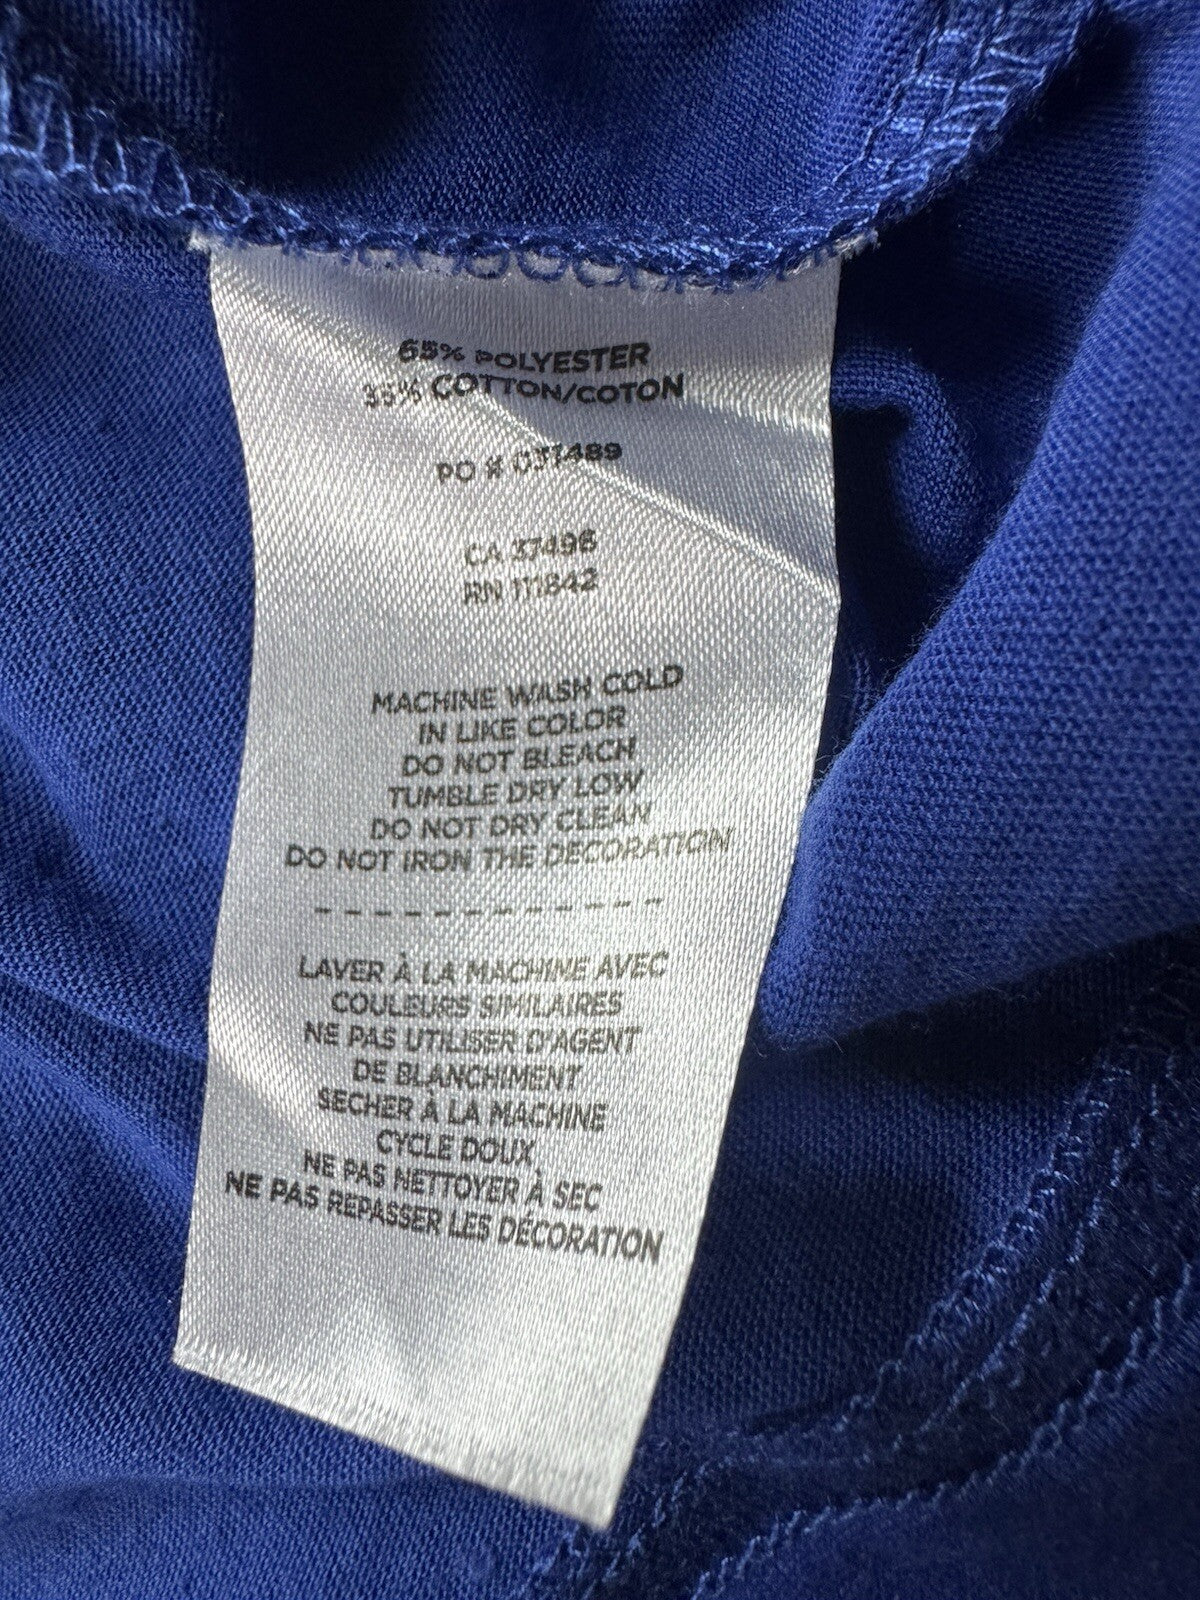 65% POLYESTER
35% COTTON/COTON
PO # 031489
CA 37496
RN 111842
MACHINE WASH COLD
IN LIKE COLOR
DO NOT BLEACH
TUMBLE DRY LOW
DO NOT DRY CLEAN
DO NOT IRON THE DECORATION
-------------
LAVER À LA MACHINE AVEC
COULEURS SIMILAIRES
NE PAS UTILISER D'AGENT
DE BLANCHIMENT
SECHER À LA MACHINE
CYCLE DOUX
NE PAS NETTOYER À SEC
NE PAS REPASSER LES DÉCORATION